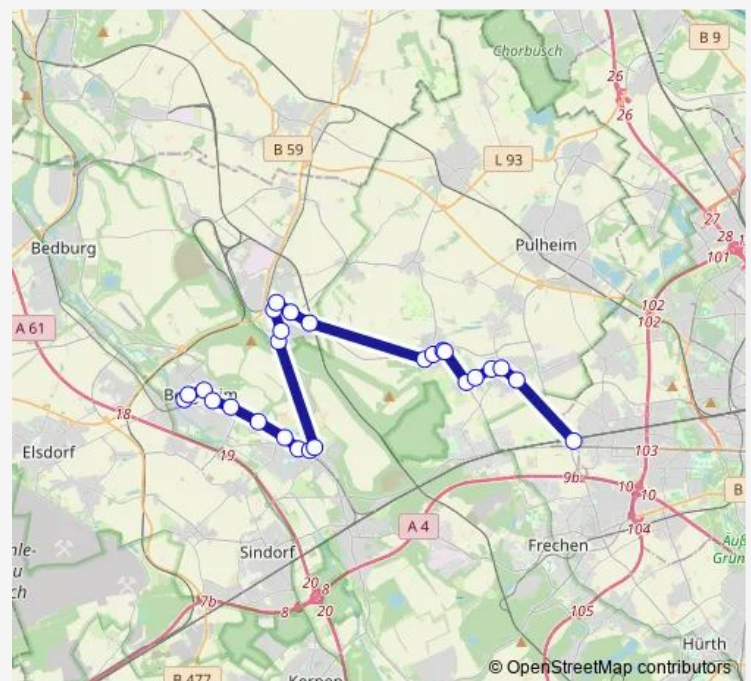 B 9
Chorbusch
26
26
B 59
L 93
27
28
101
Bedburg
Pulheim
102
102
A 61
18
Elsdorf
19
103
9b
10
10
B
A 4
104
Sindorf
Frechen
20
8
20
7b
8
105
Hürth
B 477
© OpenStreetMap contributors